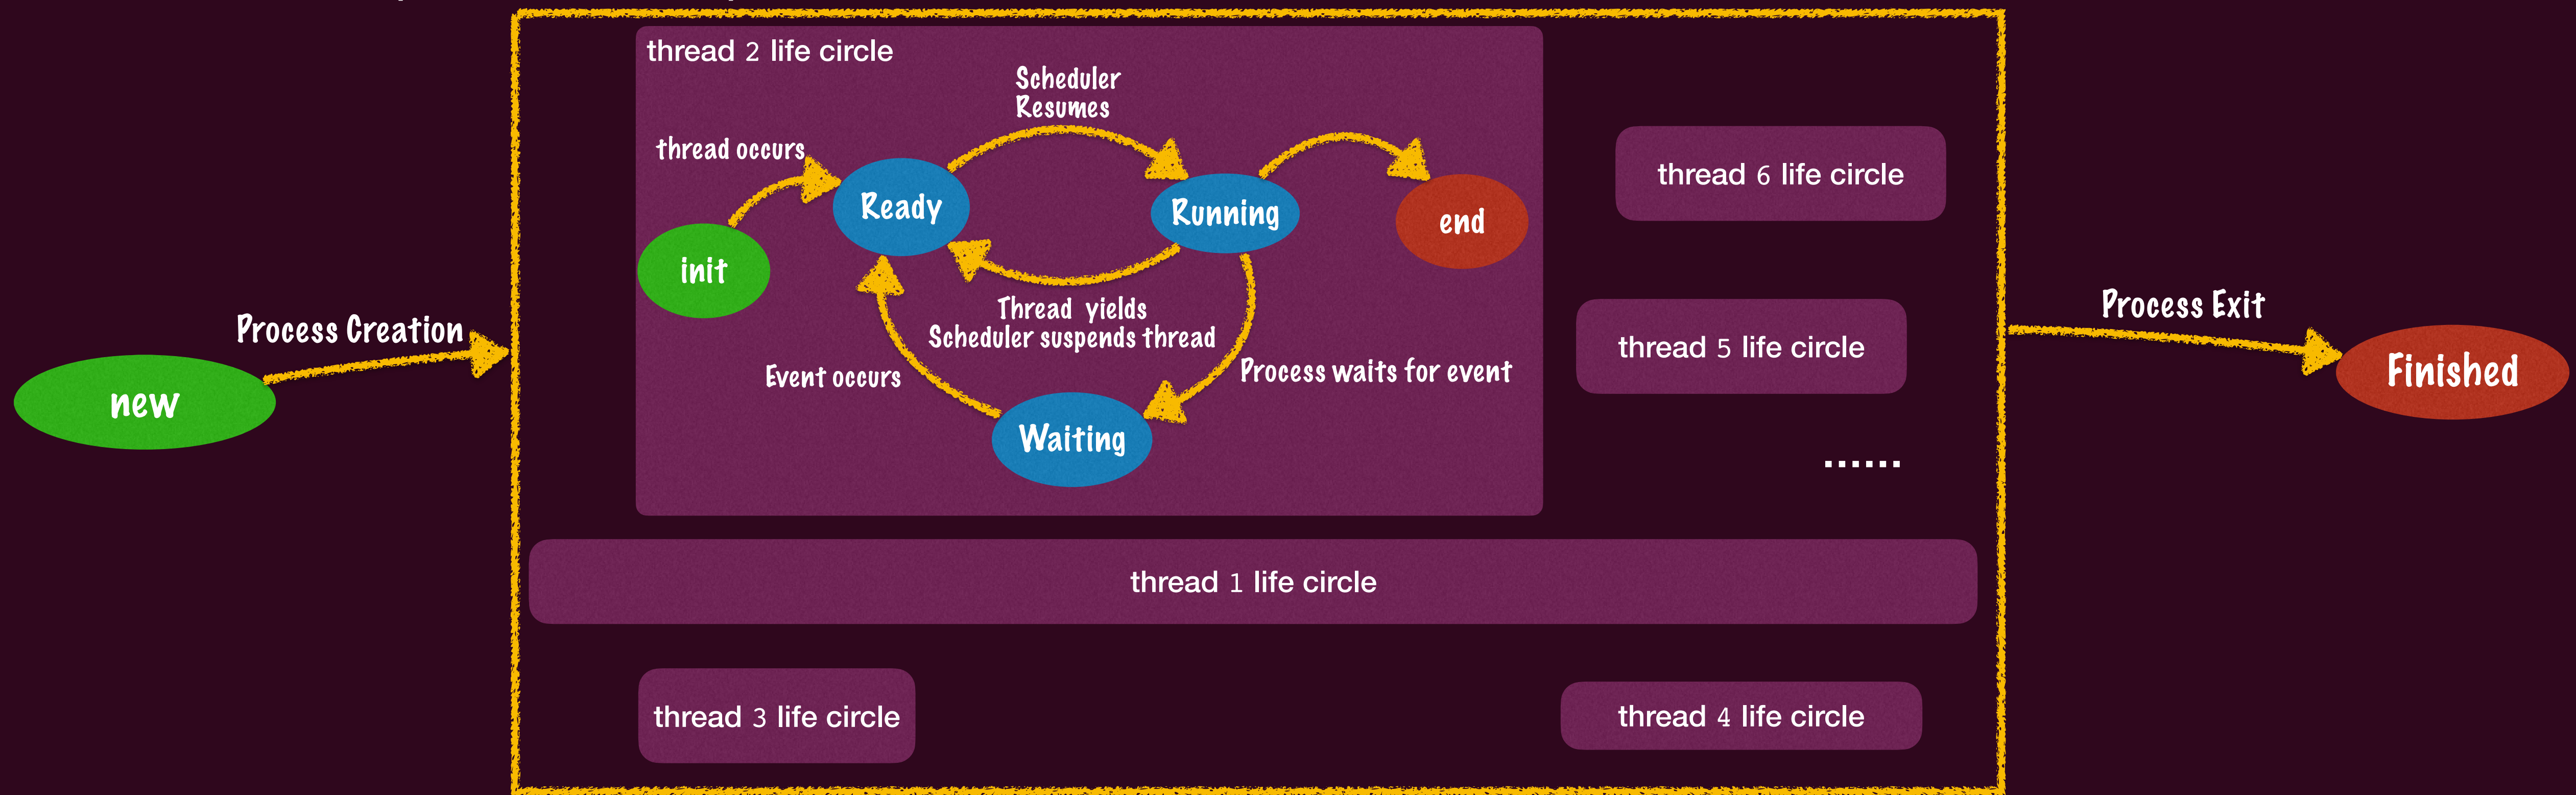 thread 2 life circle
Scheduler
Resumes
thread occurs
Ready
Running
end
init
Thread yields
Scheduler suspends thread
Event occurs
Process waits for event
Waiting
thread 6 life circle
thread 5 life circle
......
Process Creation
new
Process Exit
Finished
thread 1 life circle
thread 3 life circle
thread 4 life circle